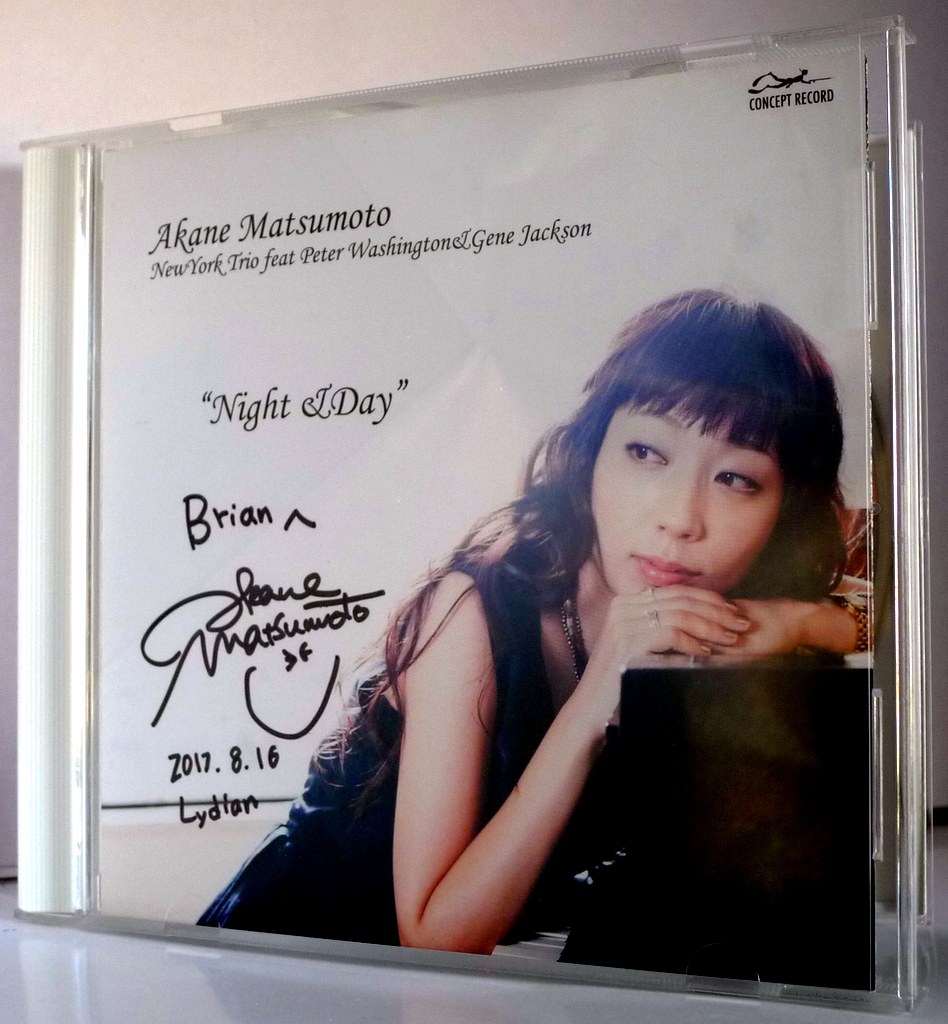 CONCEPT RECORD
Akane Matsumoto
NewYork Trio feat Peter Washington&Gene Jackson
“Night &Day”
Brian へ
Akane
Matsumoto
2017.8.16
Lydian